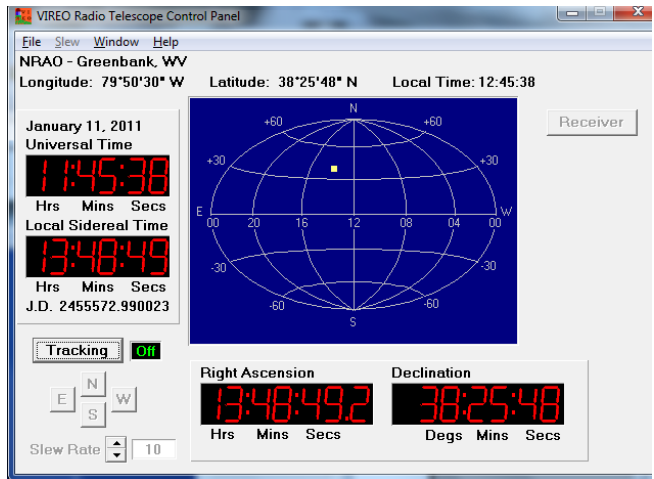 VIREO Radio Telescope Control Panel
File Slew Window Help
NRAO - Greenbank, WV
Longitude: 79°50'30" W Latitude: 38°25'48" N Local Time: 12:45:38
January 11, 2011
Universal Time
11:45:38
Hrs Mins Secs
Local Sidereal Time
13:48:49
Hrs Mins Secs
J.D. 2455572.990023
Tracking Off
N
E W
S
Slew Rate 10
N
+60 +60
+30 +30
E 00 20 16 12 08 04 00 W
-30 -30
-60 -60
S
Receiver
Right Ascension Declination
13:48:49.2 38:25:48
Hrs Mins Secs Degs Mins Secs